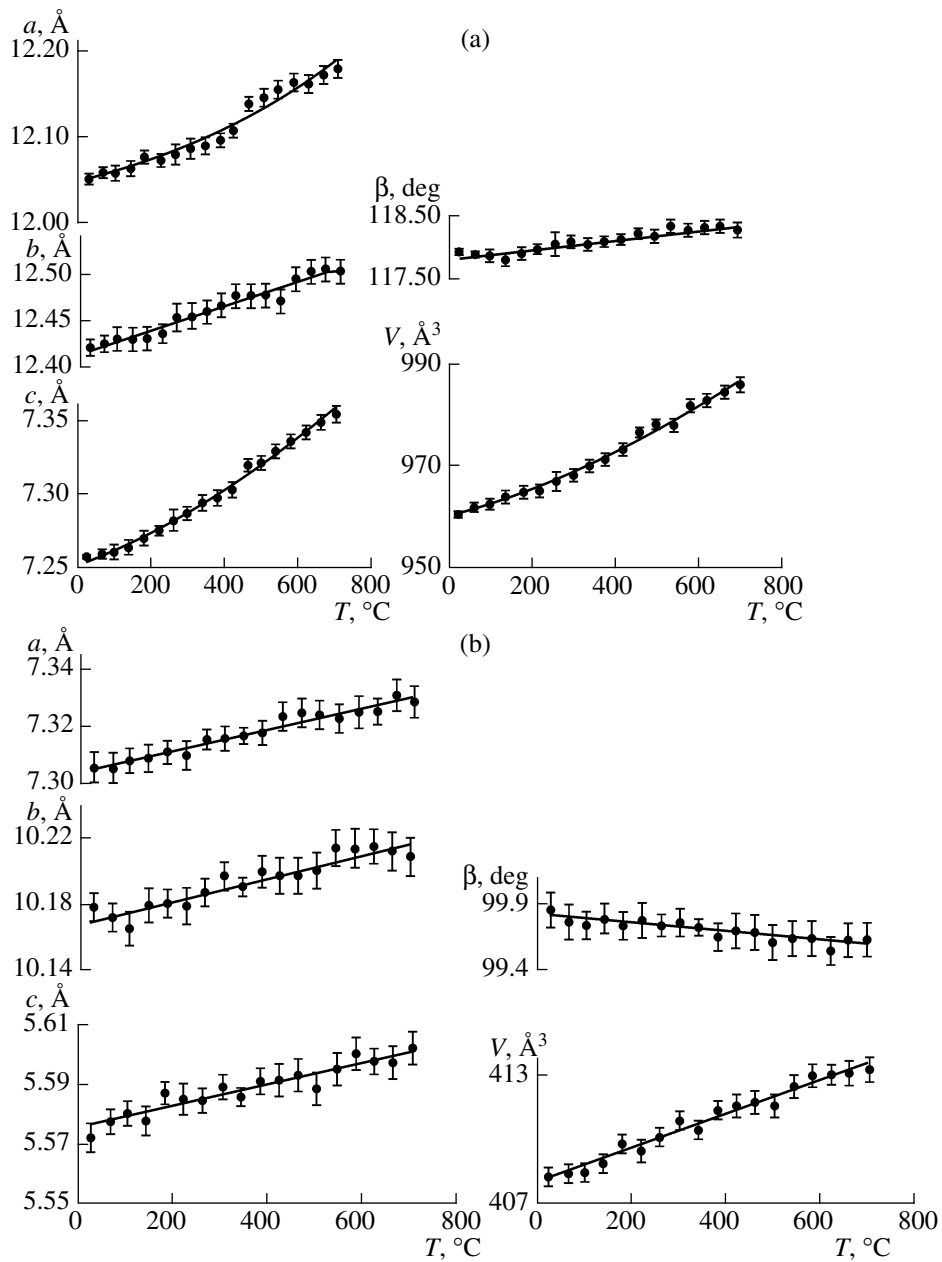 (a)
a, Å
12.20
12.10
12.00
b, Å
12.50
12.45
12.40
c, Å
7.35
7.30
7.25
0 200 400 600 800
T, °C
β, deg
118.50
117.50
V, Å³
990
970
950
0 200 400 600 800
T, °C
(b)
a, Å
7.34
7.32
7.30
b, Å
10.22
10.18
10.14
c, Å
5.61
5.59
5.57
5.55
0 200 400 600 800
T, °C
β, deg
99.9
99.4
V, Å³
413
407
0 200 400 600 800
T, °C